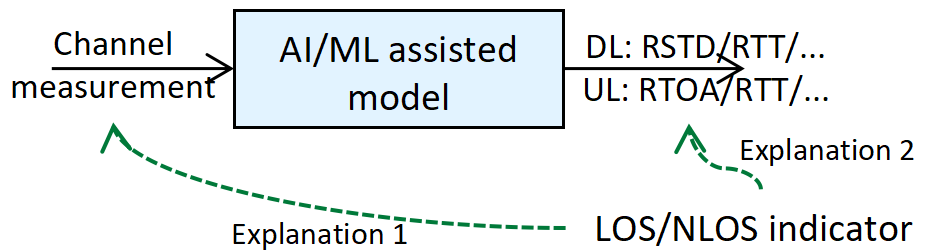 Channel
measurement
AI/ML assisted
model
DL: RSTD/RTT/...
UL: RTOA/RTT/...
Explanation 2
Explanation 1
LOS/NLOS indicator